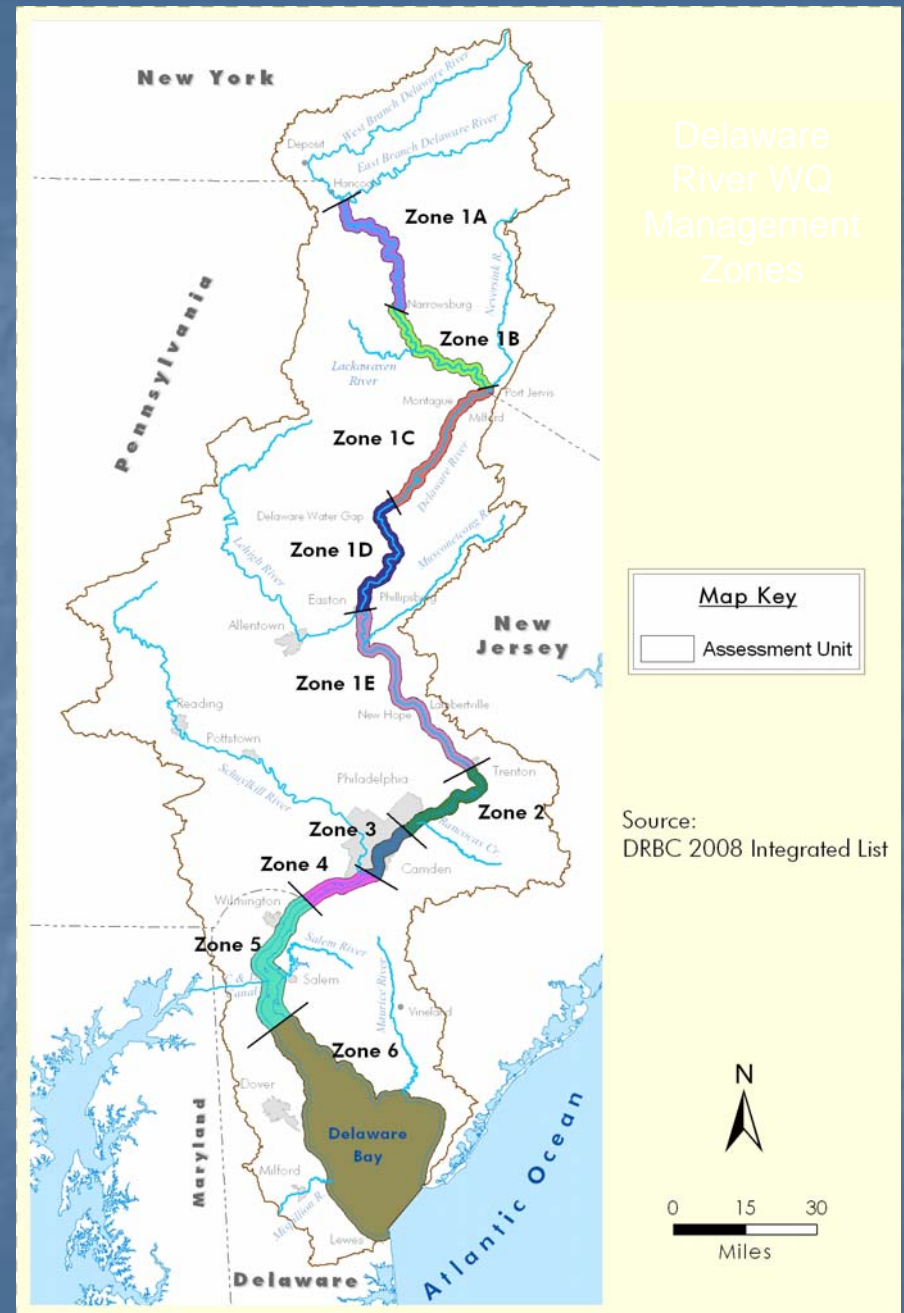 New York
West Branch Delaware River
Deposit
East Branch Delaware River
Hancock
Zone 1A
Neversink R.
Narrowsburg
Zone 1B
Lackawaxen
River
Pennsylvania
Port Jervis
Montague
Milford
Zone 1C
Delaware River
Delaware Water Gap
Musconetcong R.
Zone 1D
Lehigh River
Easton
Phillipsburg
Allentown
New
Jersey
Zone 1E
Reading
Lambertville
New Hope
Pottstown
Schuylkill River
Trenton
Philadelphia
Zone 2
Zone 3
Rancocas Cr.
Zone 4
Camden
Wilmington
Zone 5
Salem River
C & D
Canal
Salem
Maurice River
Vineland
Zone 6
Dover
Maryland
Delaware
Bay
Milford
Mispillion R.
Lewes
Delaware
Atlantic Ocean
Delaware
River WQ
Management
Zones
Map Key
Assessment Unit
Source:
DRBC 2008 Integrated List
N
0 15 30
Miles